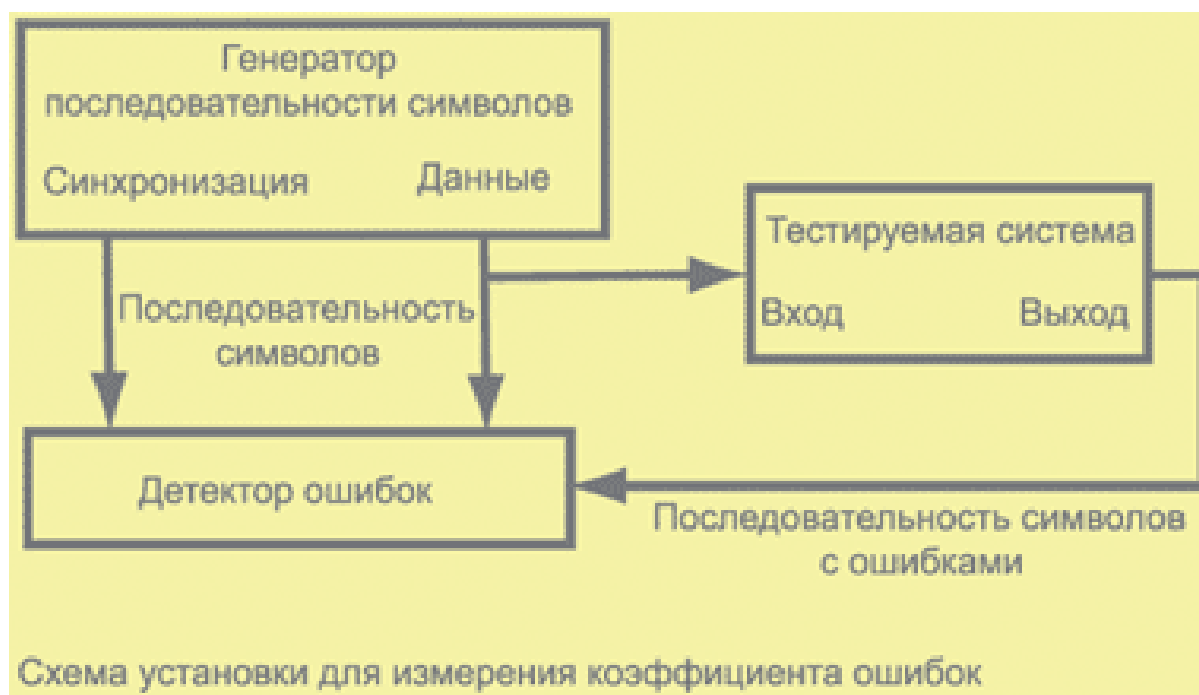 Генератор
последовательности символов
Синхронизация
Данные
Тестируемая система
Вход
Выход
Последовательность
символов
Детектор ошибок
Последовательность символов
с ошибками
Схема установки для измерения коэффициента ошибок